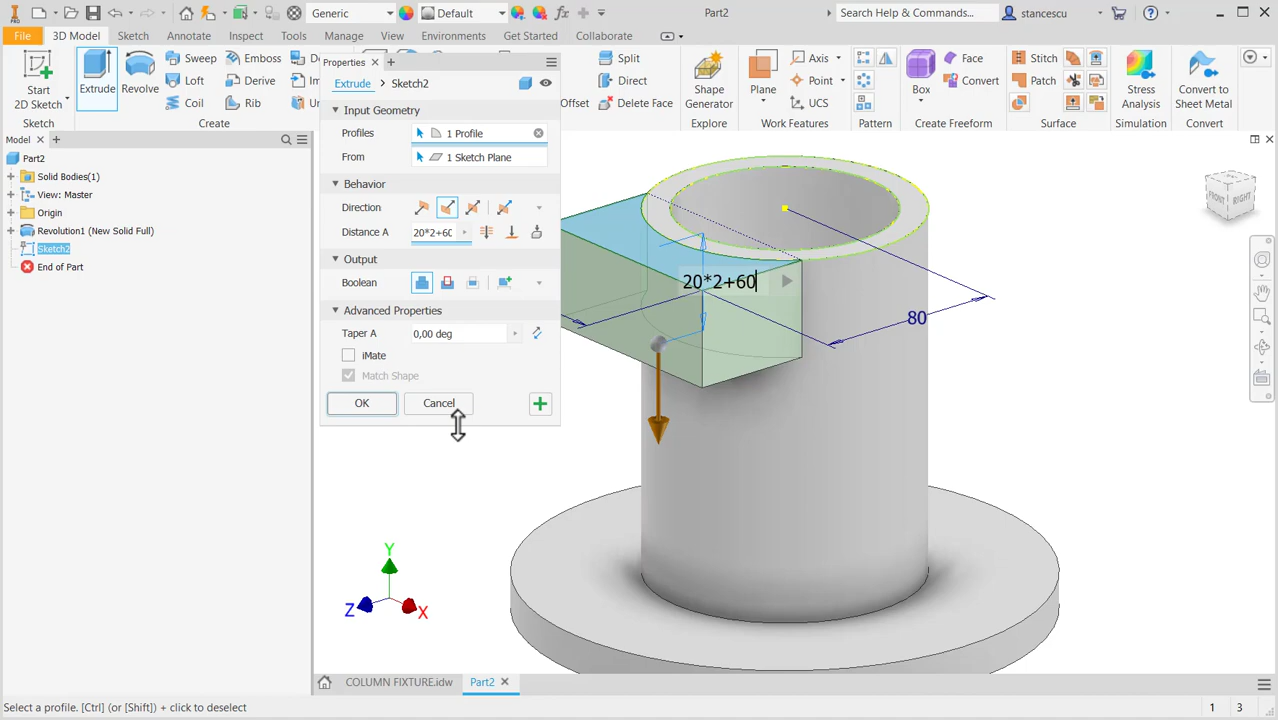 Generic
Default
Part2
Search Help & Commands...
stancescu
File
3D Model
Sketch
Annotate
Inspect
Tools
Manage
View
Environments
Get Started
Collaborate
Start
2D Sketch
Extrude
Revolve
Sweep
Emboss
Loft
Derive
Coil
Rib
Split
Direct
Offset
Delete Face
Shape
Generator
Plane
Axis
Point
UCS
Box
Face
Convert
Stitch
Patch
Stress
Analysis
Convert to
Sheet Metal
Sketch
Create
Explore
Work Features
Pattern
Create Freeform
Surface
Simulation
Convert
Model
Part2
Solid Bodies(1)
View: Master
Origin
Revolution1 (New Solid Full)
Sketch2
End of Part
Properties
Extrude
Sketch2
Input Geometry
Profiles
1 Profile
From
1 Sketch Plane
Behavior
Direction
Distance A
20*2+60
Output
Boolean
Advanced Properties
Taper A
0,00 deg
iMate
Match Shape
OK
Cancel
20*2+60
80
FRONT
RIGHT
Y
Z
X
COLUMN FIXTURE.idw
Part2
Select a profile. [Ctrl] (or [Shift]) + click to deselect
1
3